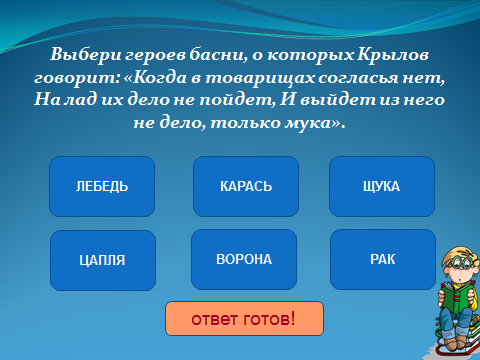 Выбери героев басни, о которых Крылов
говорит: «Когда в товарищах согласья нет,
На лад их дело не пойдет, И выйдет из него
не дело, только мука».
ЛЕБЕДЬ
КАРАСЬ
ЩУКА
ЦАПЛЯ
ВОРОНА
РАК
ответ готов!